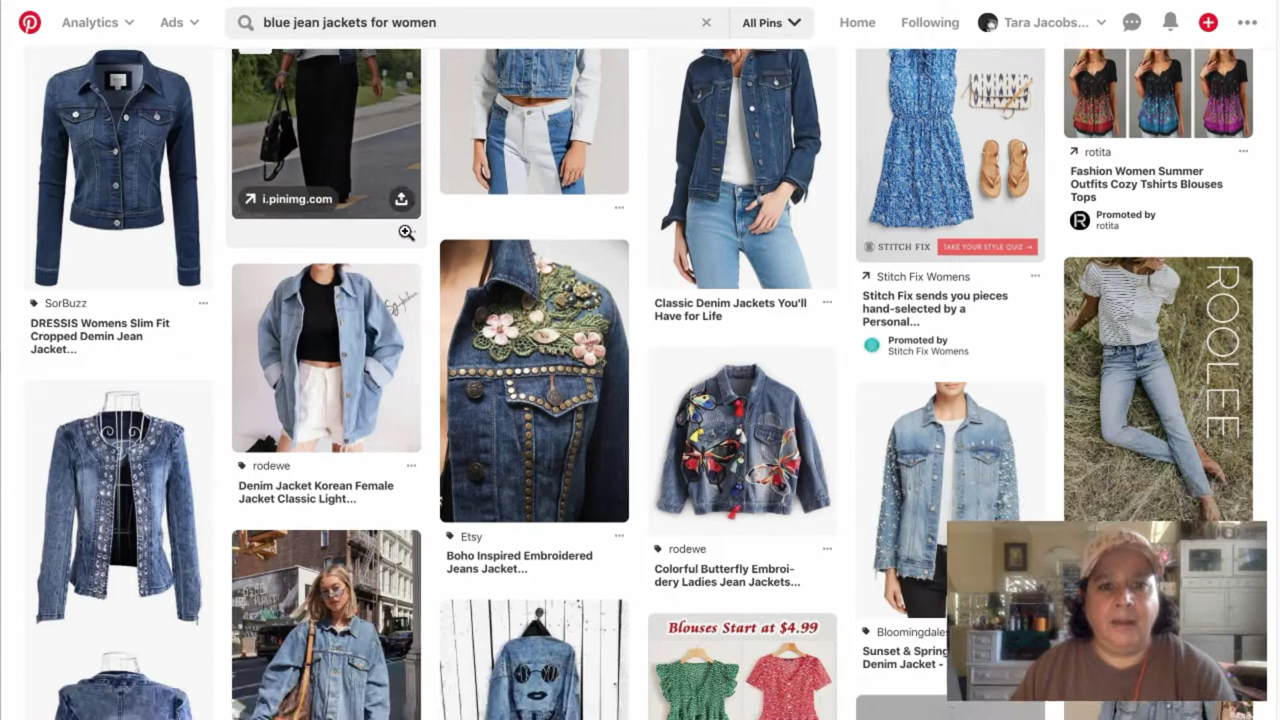 Analytics
Ads
blue jean jackets for women
All Pins
Home
Following
Tara Jacobs...
SorBuzz
DRESSIS Womens Slim Fit
Cropped Demin Jean
Jacket...
i.pinimg.com
rodewe
Denim Jacket Korean Female
Jacket Classic Light...
Etsy
Boho Inspired Embroidered
Jeans Jacket...
Classic Denim Jackets You'll
Have for Life
rodewe
Colorful Butterfly Embroi-
dery Ladies Jean Jackets...
Blouses Start at $4.99
STITCH FIX
TAKE YOUR STYLE QUIZ →
Stitch Fix Womens
Stitch Fix sends you pieces
hand-selected by a
Personal...
Promoted by
Stitch Fix Womens
Bloomingdale
Sunset & Spring
Denim Jacket -
rotita
Fashion Women Summer
Outfits Cozy Tshirts Blouses
Tops
R
Promoted by
rotita
ROOLEE